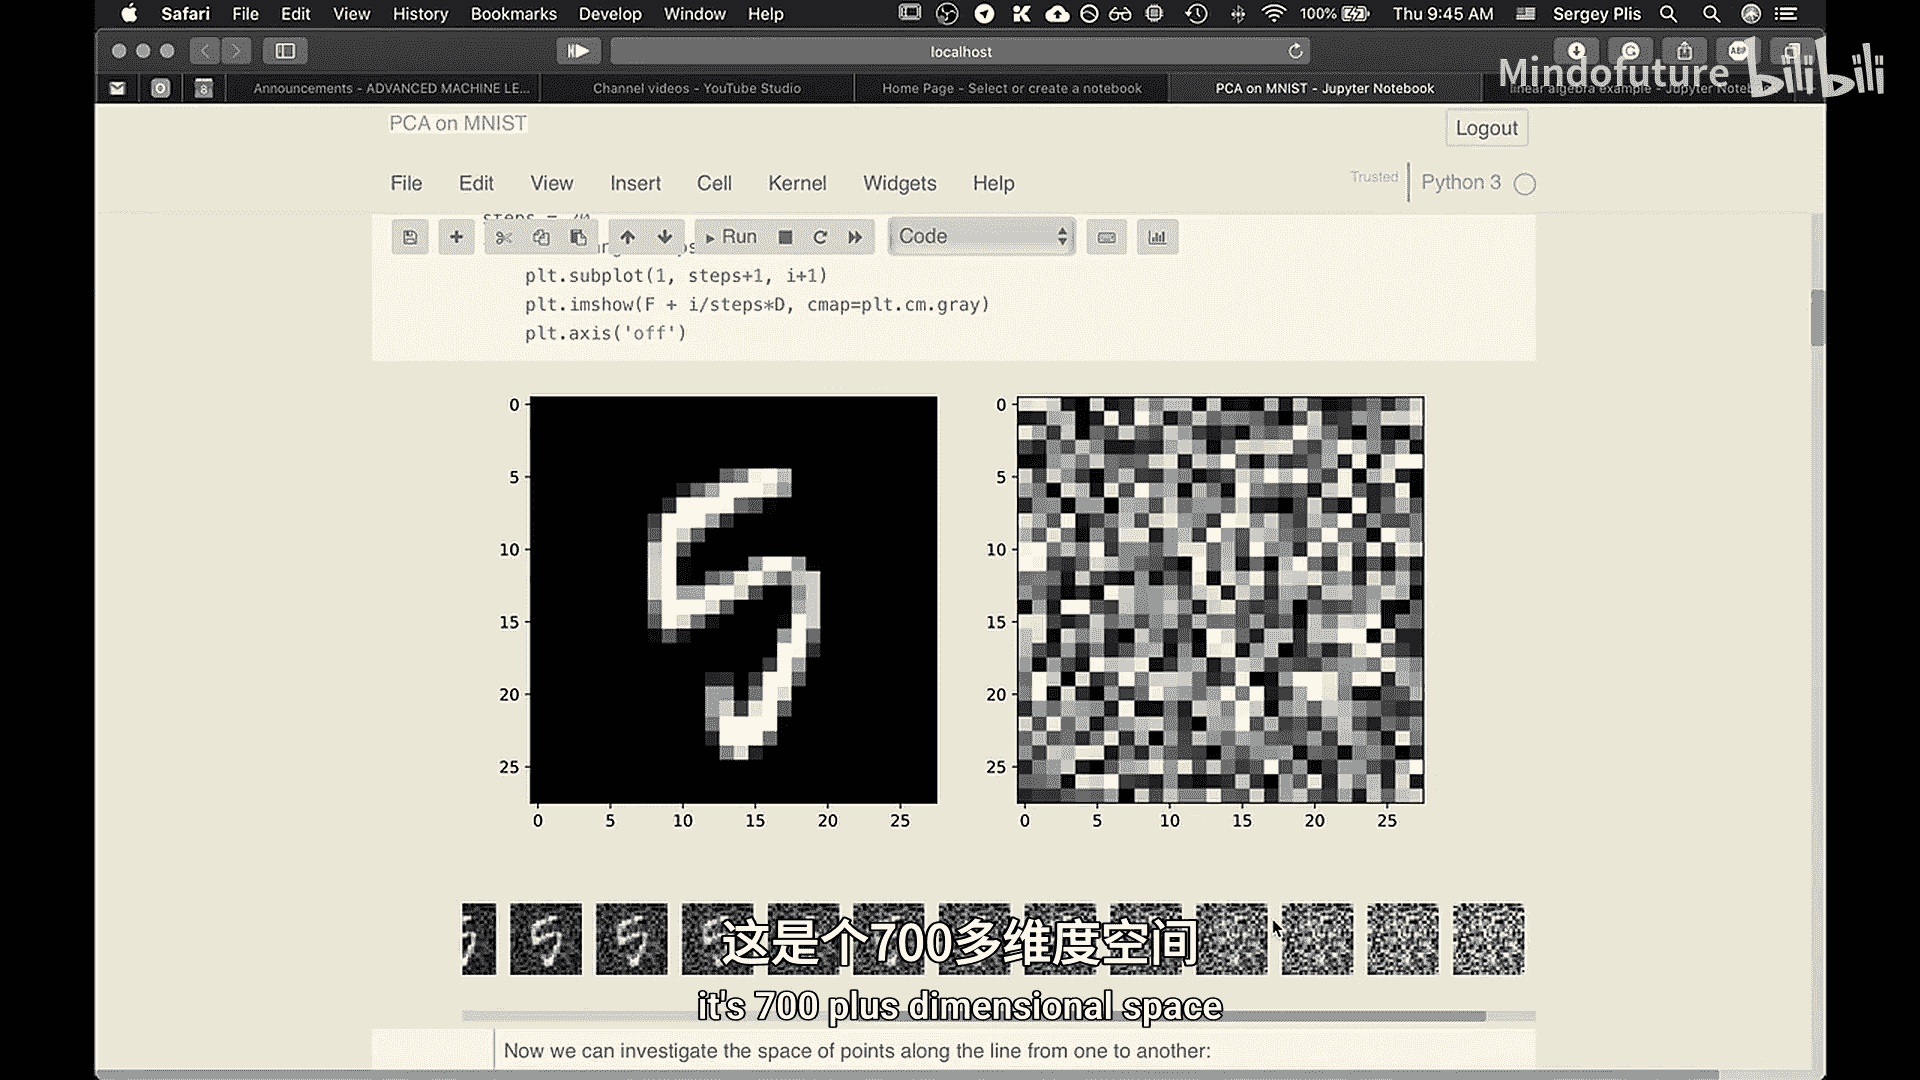 Safari File Edit View History Bookmarks Develop Window Help 100% Thu 9:45 AM Sergey Plis
localhost
Mindofuture bilibili
Announcements - ADVANCED MACHINE LE... Channel videos - YouTube Studio Home Page - Select or create a notebook PCA on MNIST - Jupyter Notebook linear algebra example - Jupyter
PCA on MNIST
Logout
File Edit View Insert Cell Kernel Widgets Help Trusted Python 3
Run Code
plt.subplot(1, steps+1, i+1)
plt.imshow(F + i/steps*D, cmap=plt.cm.gray)
plt.axis('off')
0 5 10 15 20 25
0 5 10 15 20 25
0 5 10 15 20 25
0 5 10 15 20 25
这是个700多维度空间
it's 700 plus dimensional space
Now we can investigate the space of points along the line from one to another: